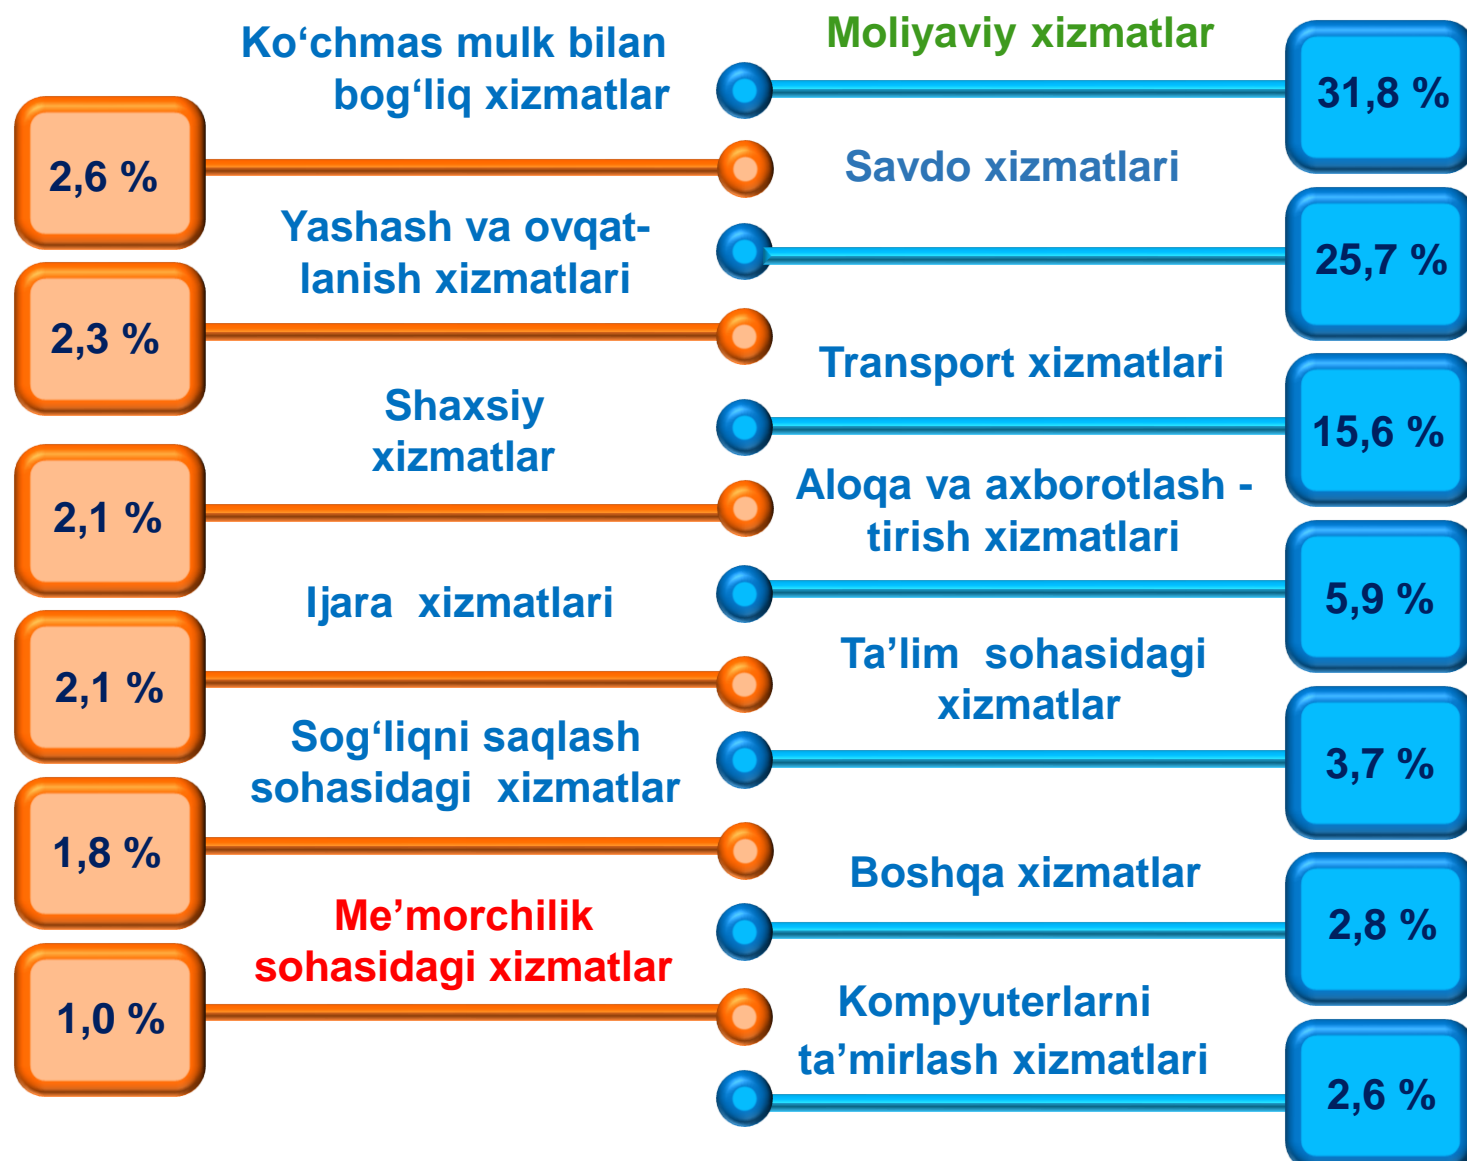 Ko‘chmas mulk bilan
bog‘liq xizmatlar
2,6 %
Yashash va ovqat-
lanish xizmatlari
2,3 %
Shaxsiy
xizmatlar
2,1 %
Ijara xizmatlari
2,1 %
Sog‘liqni saqlash
sohasidagi xizmatlar
1,8 %
Me’morchilik
sohasidagi xizmatlar
1,0 %
Moliyaviy xizmatlar
31,8 %
Savdo xizmatlari
25,7 %
Transport xizmatlari
15,6 %
Aloqa va axborotlash -
tirish xizmatlari
5,9 %
Ta’lim sohasidagi
xizmatlar
3,7 %
Boshqa xizmatlar
2,8 %
Kompyuterlarni
ta’mirlash xizmatlari
2,6 %